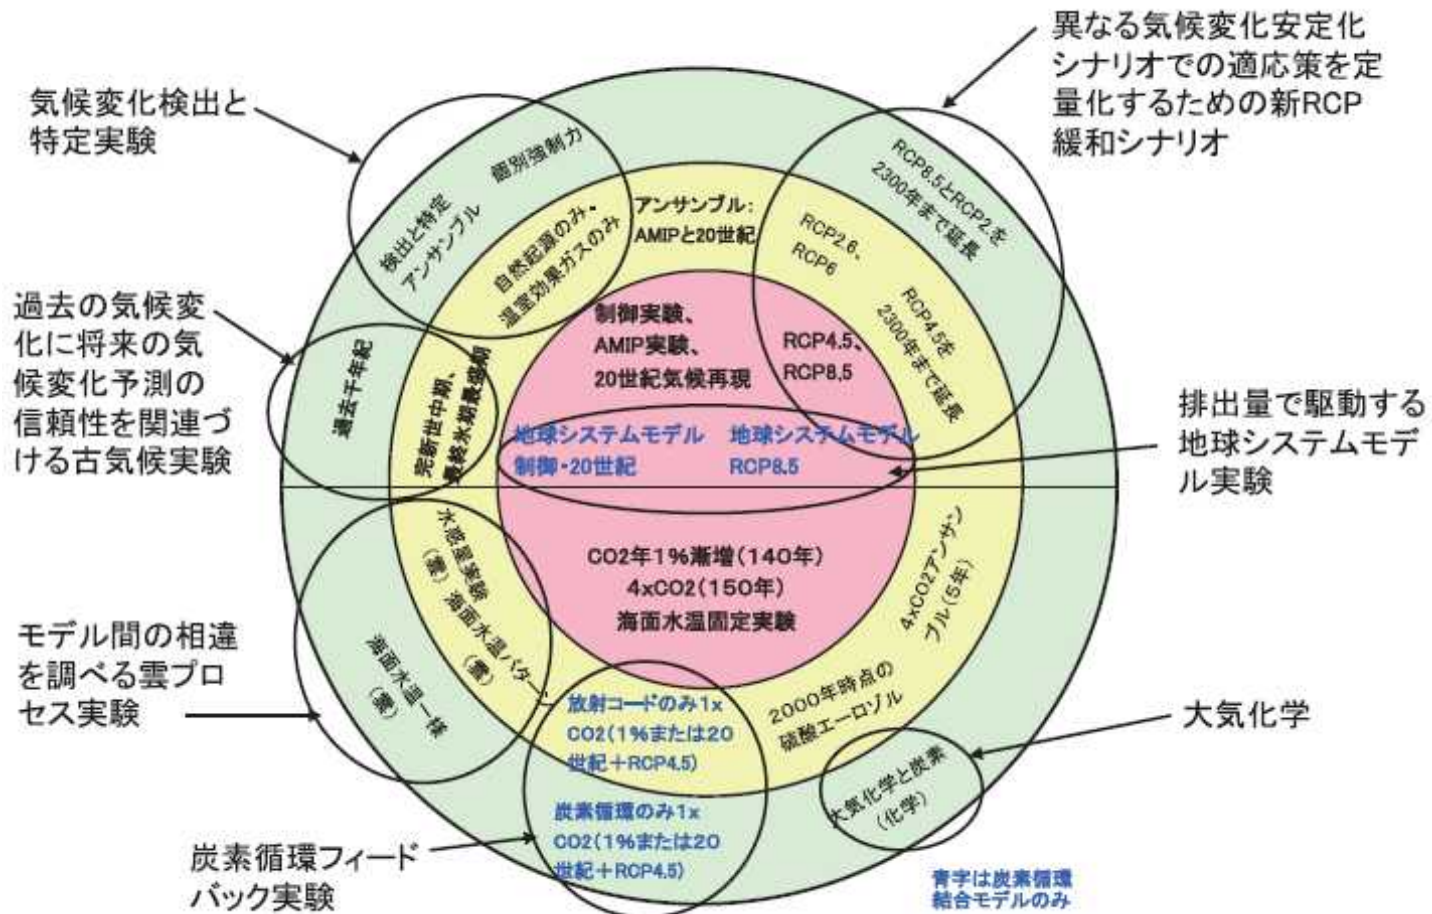 異なる気候変化安定化
シナリオでの適応策を定
量化するための新RCP
緩和シナリオ
気候変化検出と
特定実験
個別強制力
検出と特定
アンサンブル
自然起源のみ、
温室効果ガスのみ
アンサンブル：
AMIPと20世紀
RCP2.6、
RCP6
RCP8.5とRCP2を
2300年まで延長
RCP4.5を
2300年まで延長
過去の気候変
化に将来の気
候変化予測の
信頼性を関連づ
ける古気候実験
過去千年紀
完新世中期、
最終氷期最盛期
制御実験、
AMIP実験、
20世紀気候再現
RCP4.5、
RCP8.5
地球システムモデル
制御・20世紀
地球システムモデル
RCP8.5
排出量で駆動する
地球システムモデ
ル実験
CO2年1%漸増（140年）
4xCO2（150年）
海面水温固定実験
水惑星実験
（雲）海面水温パターン
（雲）
海面水温一様
（雲）
4xCO2アンサン
ブル（5年）
2000年時点の
硫酸エーロゾル
モデル間の相違
を調べる雲プロ
セス実験
放射コードのみ1x
CO2（1%または20
世紀＋RCP4.5）
炭素循環のみ1x
CO2（1%または20
世紀＋RCP4.5）
大気化学と炭素
（化学）
大気化学
炭素循環フィード
バック実験
青字は炭素循環
結合モデルのみ